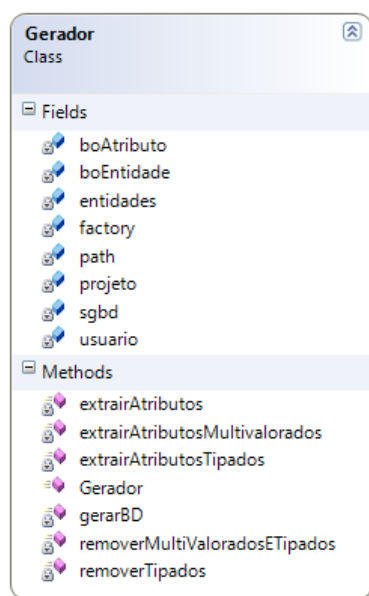 Gerador
Class
Fields
boAtributo
boEntidade
entidades
factory
path
projeto
sgbd
usuario
Methods
extrairAtributos
extrairAtributosMultivalorados
extrairAtributosTipados
Gerador
gerarBD
removerMultiValoradosETipados
removerTipados